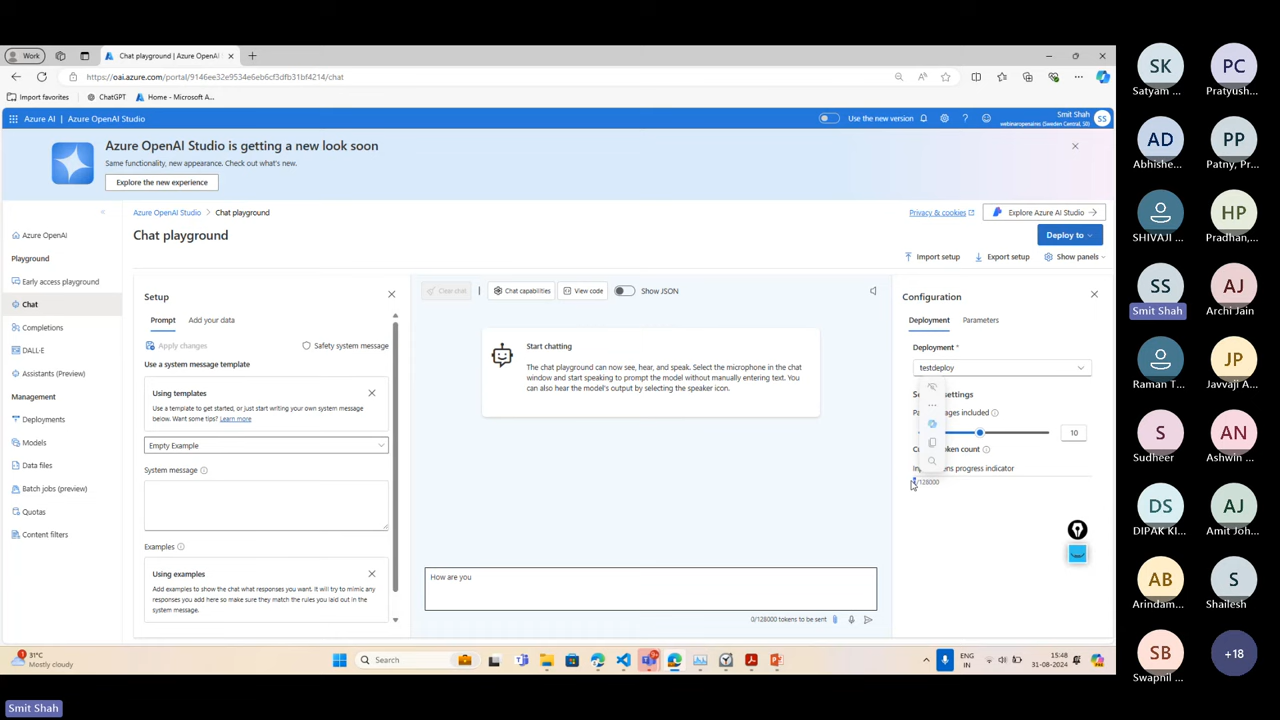 Work
Chat playground | Azure OpenAI
https://oai.azure.com/portal/9146ee32e9534e6eb6cf3dfb31bf4214/chat
Import favorites
ChatGPT
Home - Microsoft A...
Azure AI | Azure OpenAI Studio
Use the new version
Smit Shah
webinaropenaires (Sweden Central, S0)
SS
Azure OpenAI Studio is getting a new look soon
Same functionality, new appearance. Check out what's new.
Explore the new experience
Azure OpenAI Studio > Chat playground
Privacy & cookies
Explore Azure AI Studio
Chat playground
Deploy to
Import setup
Export setup
Show panels
Azure OpenAI
Playground
Early access playground
Chat
Completions
DALL·E
Assistants (Preview)
Management
Deployments
Models
Data files
Batch jobs (preview)
Quotas
Content filters
Setup
Prompt
Add your data
Apply changes
Safety system message
Use a system message template
Using templates
Use a template to get started, or just start writing your own system message
below. Want some tips? Learn more
Empty Example
System message
Examples
Using examples
Add examples to show the chat what responses you want. It will try to mimic any
responses you add here so make sure they match the rules you laid out in the
system message.
Clear chat
Chat capabilities
View code
Show JSON
Start chatting
The chat playground can now see, hear, and speak. Select the microphone in the chat
window and start speaking to prompt the model without manually entering text. You
can also hear the model's output by selecting the speaker icon.
How are you
0/128000 tokens to be sent
Configuration
Deployment
Parameters
Deployment *
testdeploy
settings
included
10
token count
progress indicator
/128000
31°C
Mostly cloudy
Search
ENG
IN
15:48
31-08-2024
SK
Satyam ...
PC
Pratyush...
AD
Abhishe...
PP
Patny, Pr...
SHIVAJI ...
HP
Pradhan,...
SS
Smit Shah
AJ
Archi Jain
Raman T...
JP
Javvaji A...
S
Sudheer
AN
Ashwin ...
DS
DIPAK KI...
AJ
Amit Joh...
AB
Arindam...
S
Shailesh
SB
Swapnil ...
+18
Smit Shah